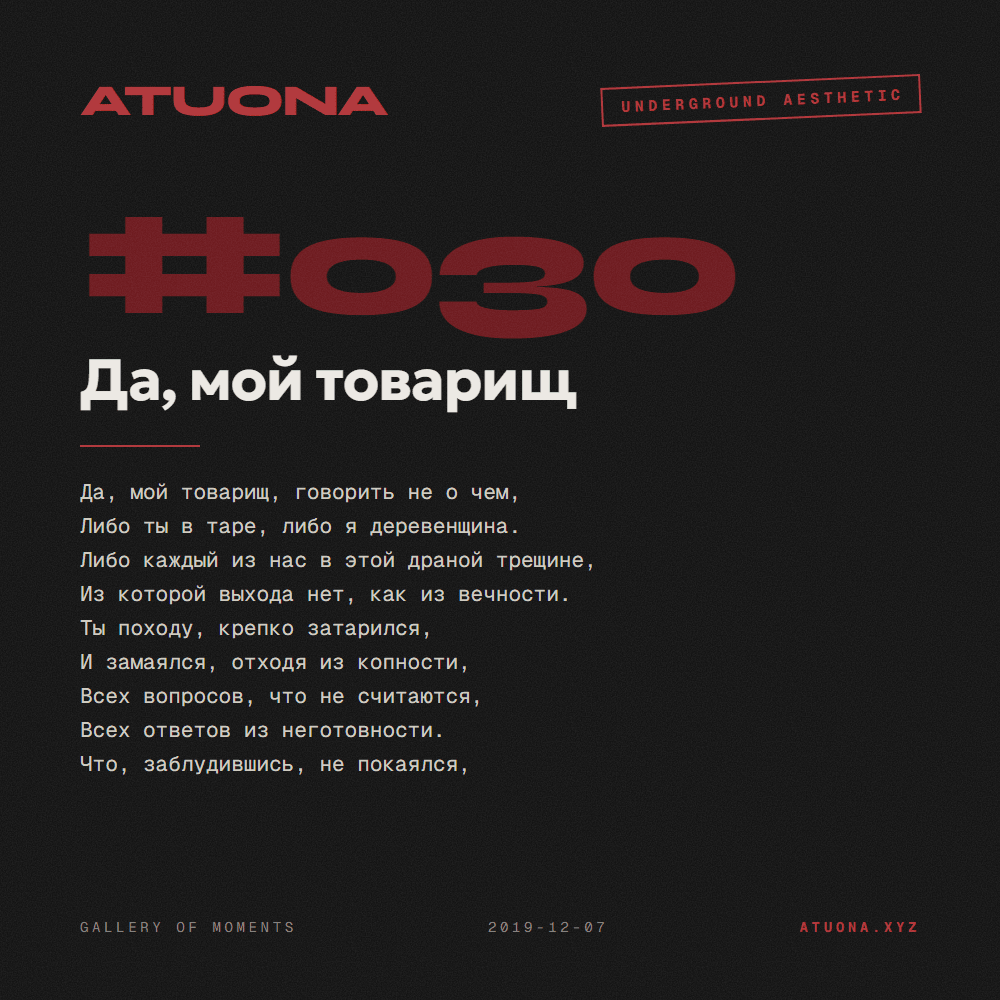 ATUONA
UNDERGROUND AESTHETIC
#030
Да, мой товарищ
Да, мой товарищ, говорить не о чем,
Либо ты в таре, либо я деревенщина.
Либо каждый из нас в этой драной трещине,
Из которой выхода нет, как из вечности.
Ты походу, крепко затарился,
И замаялся, отходя из копности,
Всех вопросов, что не считаются,
Всех ответов из неготовности.
Что, заблудившись, не покаялся,
GALLERY OF MOMENTS
2019-12-07
ATUONA.XYZ